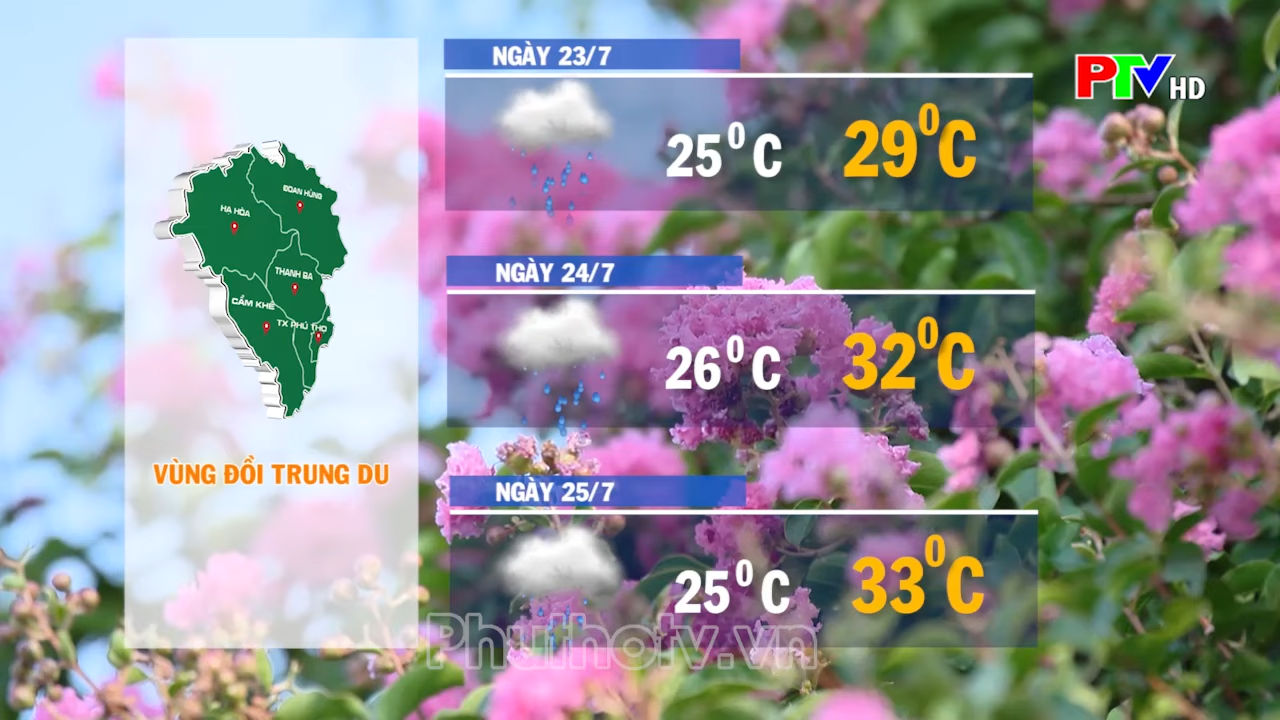 ĐOAN HÙNG
HẠ HÒA
THANH BA
CẨM KHÊ
TX PHÚ THỌ
VÙNG ĐỒI TRUNG DU
NGÀY 23/7
25⁰C 29⁰C
NGÀY 24/7
26⁰C 32⁰C
NGÀY 25/7
25⁰C 33⁰C
PTV HD
Phuthotv.vn